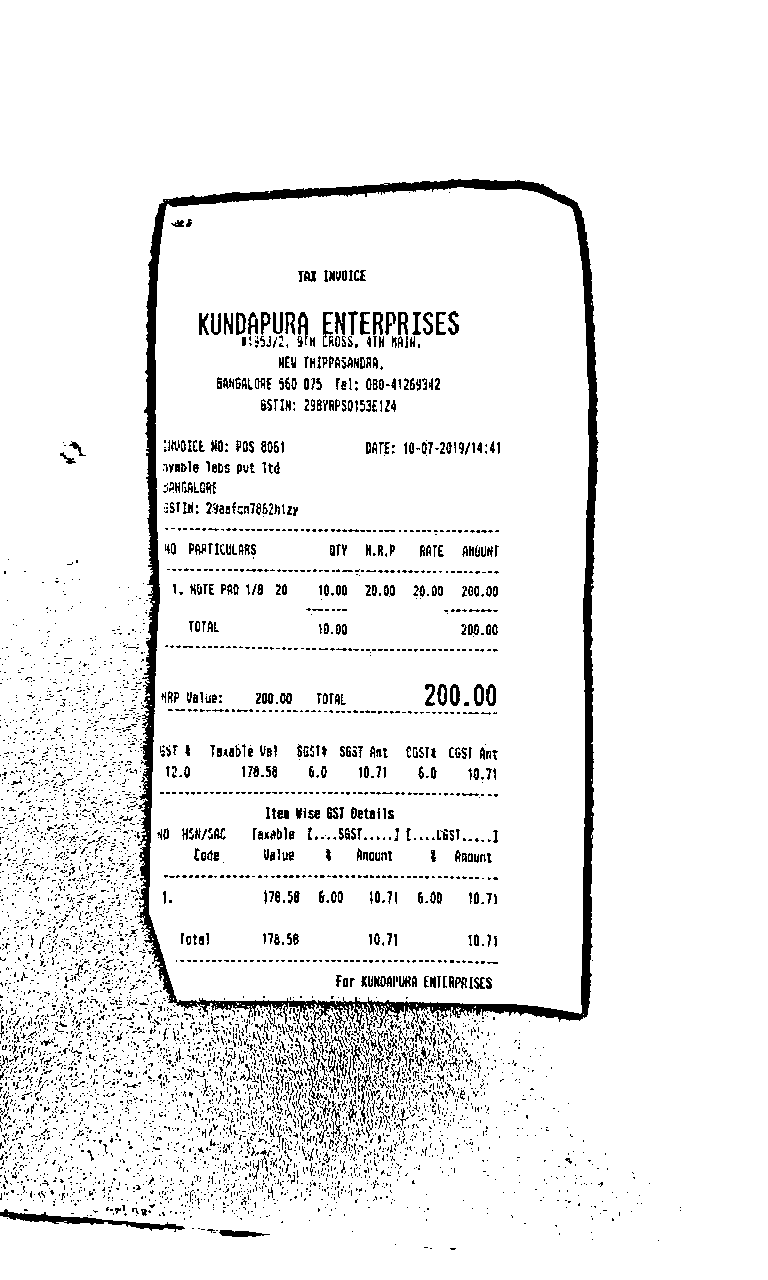 TAX INVOICE
KUNDAPURA ENTERPRISES
#195J/2, 9TH CROSS, 4TH MAIN,
NEW THIPPASANDRA,
BANGALORE 560 075 Tel: 080-41269342
GSTIN: 29BYRPS0153E1Z4
INVOICE NO: POS 8061 DATE: 10-07-2019/14:41
labs pvt ltd
BANGALORE
GSTIN: 29aafcn7862h1zy
NO PARTICULARS QTY M.R.P RATE AMOUNT
1. NOTE PAD 1/8 20 10.00 20.00 20.00 200.00
TOTAL 10.00 200.00
MRP Value: 200.00 TOTAL 200.00
GST % Taxable Val SGST% SGST Amt CGST% CGST Amt
12.0 178.58 6.0 10.71 6.0 10.71
Item Wise GST Details
NO HSN/SAC Taxable [....SGST.....] [....CGST.....]
Code Value % Amount % Amount
1. 178.58 6.00 10.71 6.00 10.71
Total 178.58 10.71 10.71
For KUNDAPURA ENTERPRISES